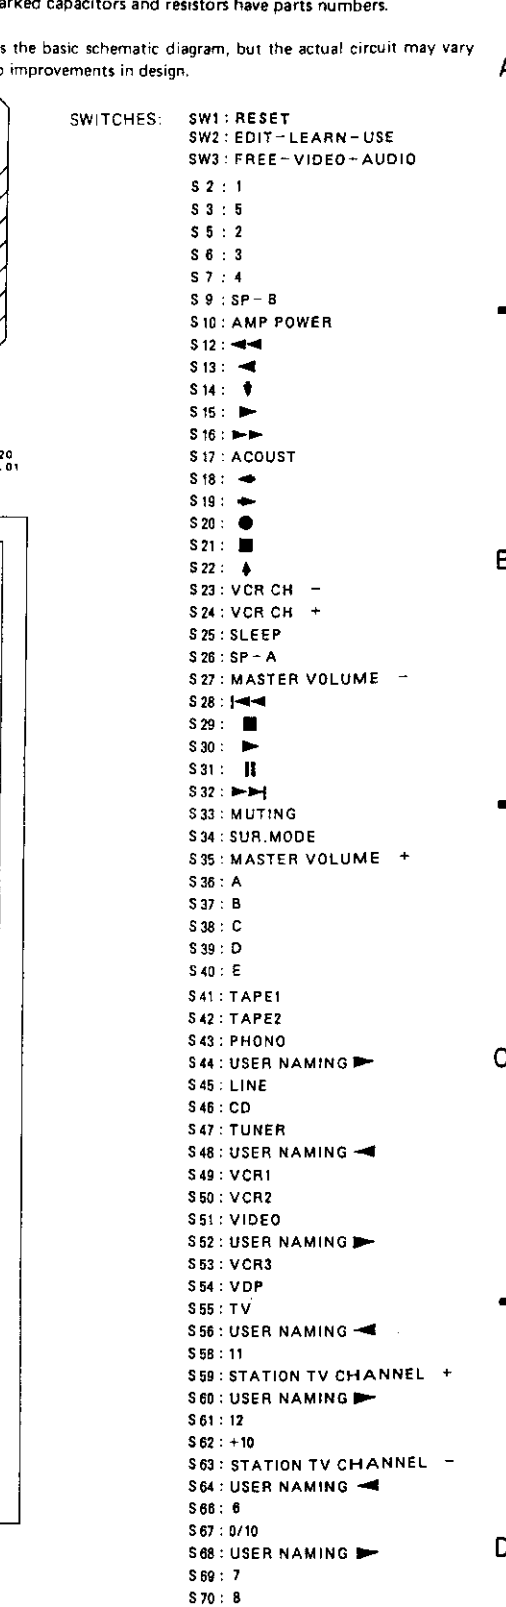 arked capacitors and resistors have parts numbers.
s the basic schematic diagram, but the actual circuit may vary
o improvements in design.
SWITCHES: SW1 : RESET
SW2 : EDIT－LEARN－USE
SW3 : FREE－VIDEO－AUDIO
S 2 : 1
S 3 : 5
S 5 : 2
S 6 : 3
S 7 : 4
S 9 : SP－B
S 10 : AMP POWER
S 12 : ◀◀
S 13 : ◀
S 14 :
S 15 : ▶
S 16 : ▶▶
S 17 : ACOUST
S 18 :
S 19 :
S 20 : ●
S 21 : ■
S 22 :
S 23 : VCR CH －
S 24 : VCR CH +
S 25 : SLEEP
S 26 : SP－A
S 27 : MASTER VOLUME －
S 28 : |◀◀
S 29 : ■
S 30 : ▶
S 31 : ||
S 32 : ▶▶|
S 33 : MUTING
S 34 : SUR.MODE
S 35 : MASTER VOLUME +
S 36 : A
S 37 : B
S 38 : C
S 39 : D
S 40 : E
S 41 : TAPE1
S 42 : TAPE2
S 43 : PHONO
S 44 : USER NAMING ▶
S 45 : LINE
S 46 : CD
S 47 : TUNER
S 48 : USER NAMING ◀
S 49 : VCR1
S 50 : VCR2
S 51 : VIDEO
S 52 : USER NAMING ▶
S 53 : VCR3
S 54 : VDP
S 55 : TV
S 56 : USER NAMING ◀
S 58 : 11
S 59 : STATION TV CHANNEL +
S 60 : USER NAMING ▶
S 61 : 12
S 62 : +10
S 63 : STATION TV CHANNEL －
S 64 : USER NAMING ◀
S 66 : 6
S 67 : 0/10
S 68 : USER NAMING ▶
S 69 : 7
S 70 : 8
20
.01
B
D